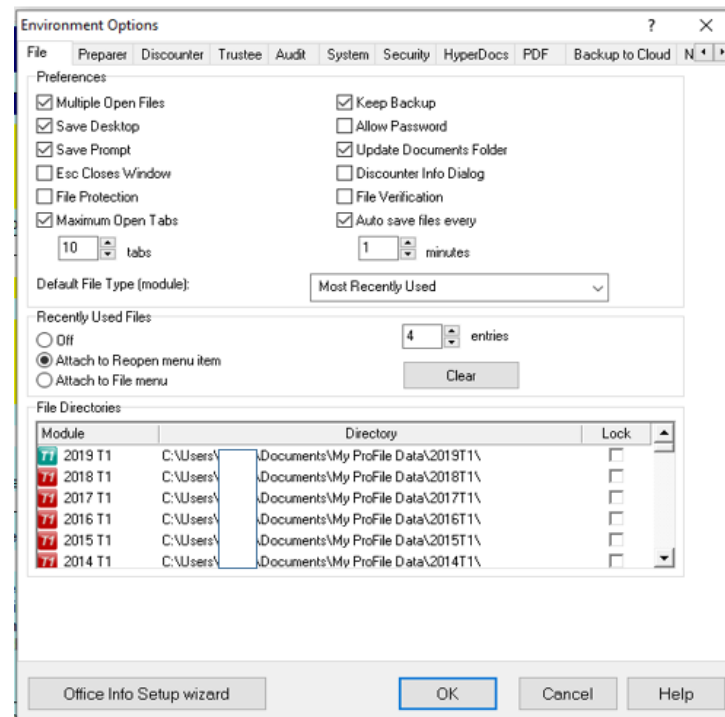 Environment Options ?
File Preparer Discounter Trustee Audit System Security HyperDocs PDF Backup to Cloud N
Preferences
Multiple Open Files Keep Backup
Save Desktop Allow Password
Save Prompt Update Documents Folder
Esc Closes Window Discounter Info Dialog
File Protection File Verification
Maximum Open Tabs Auto save files every
10 tabs 1 minutes
Default File Type (module): Most Recently Used
Recently Used Files
Off 4 entries
Attach to Reopen menu item
Attach to File menu Clear
File Directories
Module Directory Lock
T1 2019 T1 C:\Users\ \Documents\My ProFile Data\2019T1\
T1 2018 T1 C:\Users\ \Documents\My ProFile Data\2018T1\
T1 2017 T1 C:\Users\ \Documents\My ProFile Data\2017T1\
T1 2016 T1 C:\Users\ \Documents\My ProFile Data\2016T1\
T1 2015 T1 C:\Users\ \Documents\My ProFile Data\2015T1\
T1 2014 T1 C:\Users\ \Documents\My ProFile Data\2014T1\
Office Info Setup wizard OK Cancel Help